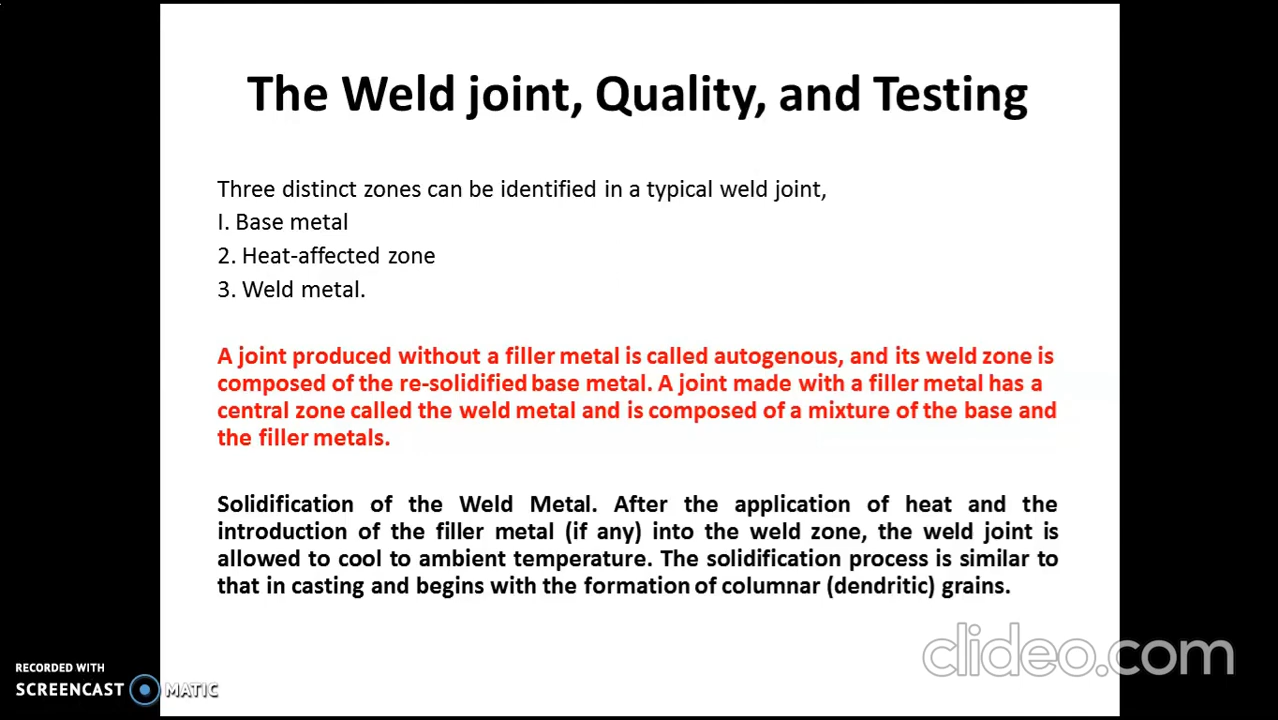 The Weld joint, Quality, and Testing
Three distinct zones can be identified in a typical weld joint,
I. Base metal
2. Heat-affected zone
3. Weld metal.
A joint produced without a filler metal is called autogenous, and its weld zone is
composed of the re-solidified base metal. A joint made with a filler metal has a
central zone called the weld metal and is composed of a mixture of the base and
the filler metals.
Solidification of the Weld Metal. After the application of heat and the
introduction of the filler metal (if any) into the weld zone, the weld joint is
allowed to cool to ambient temperature. The solidification process is similar to
that in casting and begins with the formation of columnar (dendritic) grains.
clideo.com
RECORDED WITH
SCREENCAST MATIC